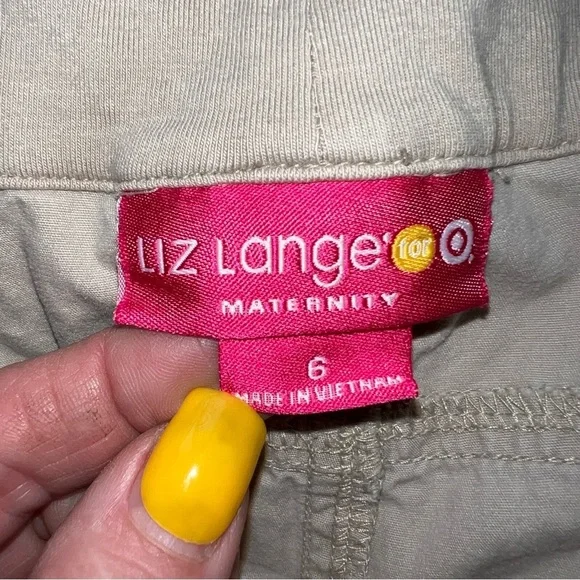 Liz Lange® for
MATERNITY
6
MADE IN VIETNAM